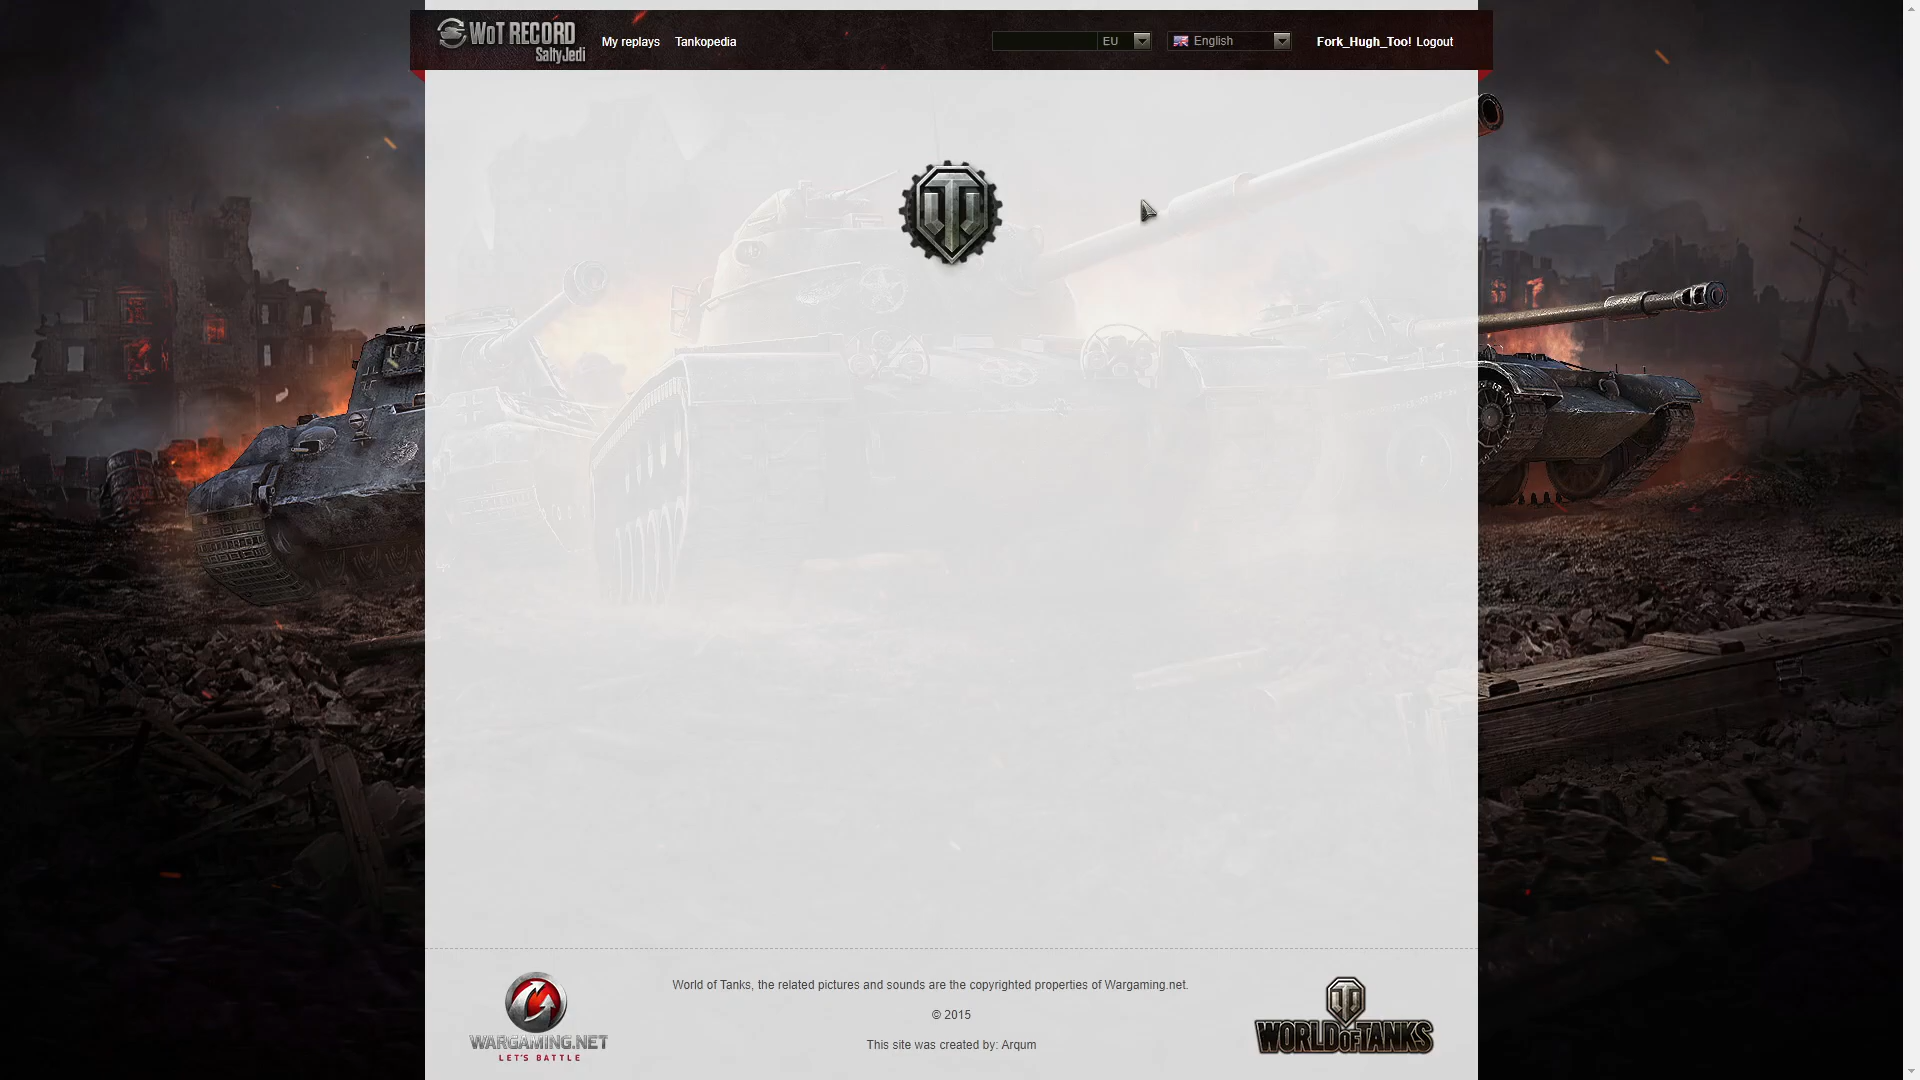 WOT RECORD
SaltyJedi
My replays
Tankopedia
EU
English
Fork_Hugh_Too! Logout
World of Tanks, the related pictures and sounds are the copyrighted properties of Wargaming.net.
© 2015
This site was created by: Arqum
WARGAMING.NET
LET'S BATTLE
WORLD OF TANKS